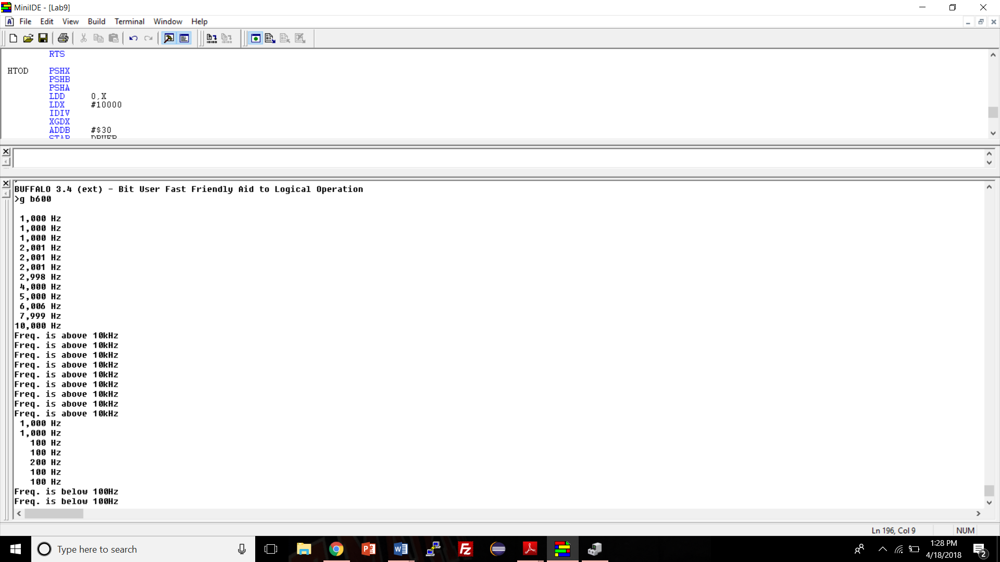 MiniIDE - [Lab9]
File Edit View Build Terminal Window Help
RTS
HTOD PSHX
PSHB
PSHA
LDD 0,X
LDX #10000
IDIV
XGDX
ADDB #$30
BUFFALO 3.4 (ext) - Bit User Fast Friendly Aid to Logical Operation
>g b600
1,000 Hz
1,000 Hz
1,000 Hz
2,001 Hz
2,001 Hz
2,001 Hz
2,998 Hz
4,000 Hz
5,000 Hz
6,006 Hz
7,999 Hz
10,000 Hz
Freq. is above 10kHz
Freq. is above 10kHz
Freq. is above 10kHz
Freq. is above 10kHz
Freq. is above 10kHz
Freq. is above 10kHz
Freq. is above 10kHz
Freq. is above 10kHz
Freq. is above 10kHz
1,000 Hz
1,000 Hz
100 Hz
100 Hz
200 Hz
100 Hz
100 Hz
Freq. is below 100Hz
Freq. is below 100Hz
Ln 196, Col 9 NUM
Type here to search
1:28 PM
4/18/2018
2